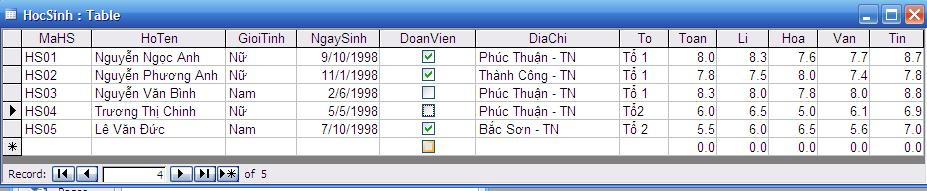 HocSinh : Table
MaHS HoTen GioiTinh NgaySinh DoanVien DiaChi To Toan Li Hoa Van Tin
HS01 Nguyễn Ngọc Anh Nữ 9/10/1998 Phúc Thuận - TN Tổ 1 8.0 8.3 7.6 7.7 8.7
HS02 Nguyễn Phương Anh Nữ 11/1/1998 Thành Công - TN Tổ 1 7.8 7.5 8.0 7.4 7.8
HS03 Nguyễn Văn Bình Nam 2/6/1998 Phúc Thuận - TN Tổ 1 8.3 8.0 7.8 8.0 8.8
HS04 Trương Thị Chinh Nữ 5/5/1998 Phúc Thuận - TN Tổ2 6.0 6.5 5.0 6.1 6.9
HS05 Lê Văn Đức Nam 7/10/1998 Bắc Sơn - TN Tổ 2 5.5 6.0 6.5 5.6 7.0
0.0 0.0 0.0 0.0 0.0
Record: 4 of 5